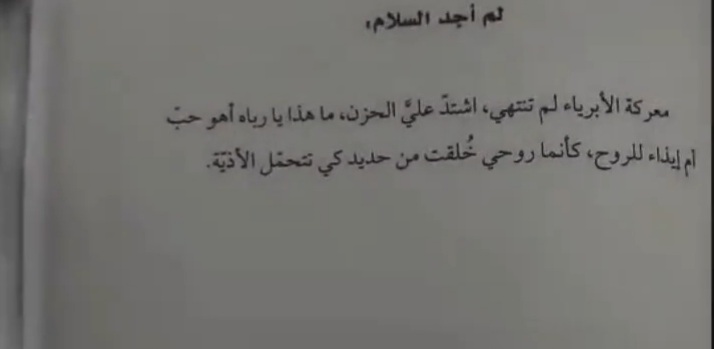 لم أجد السلام،
معركة الأبرياء لم تنتهي، اشتدّ عليَّ الحزن، ما هذا يا رباه أهو حبّ
أم إيذاء للروح، كأنما روحي خُلقت من حديد كي تتحمّل الأذيّة.